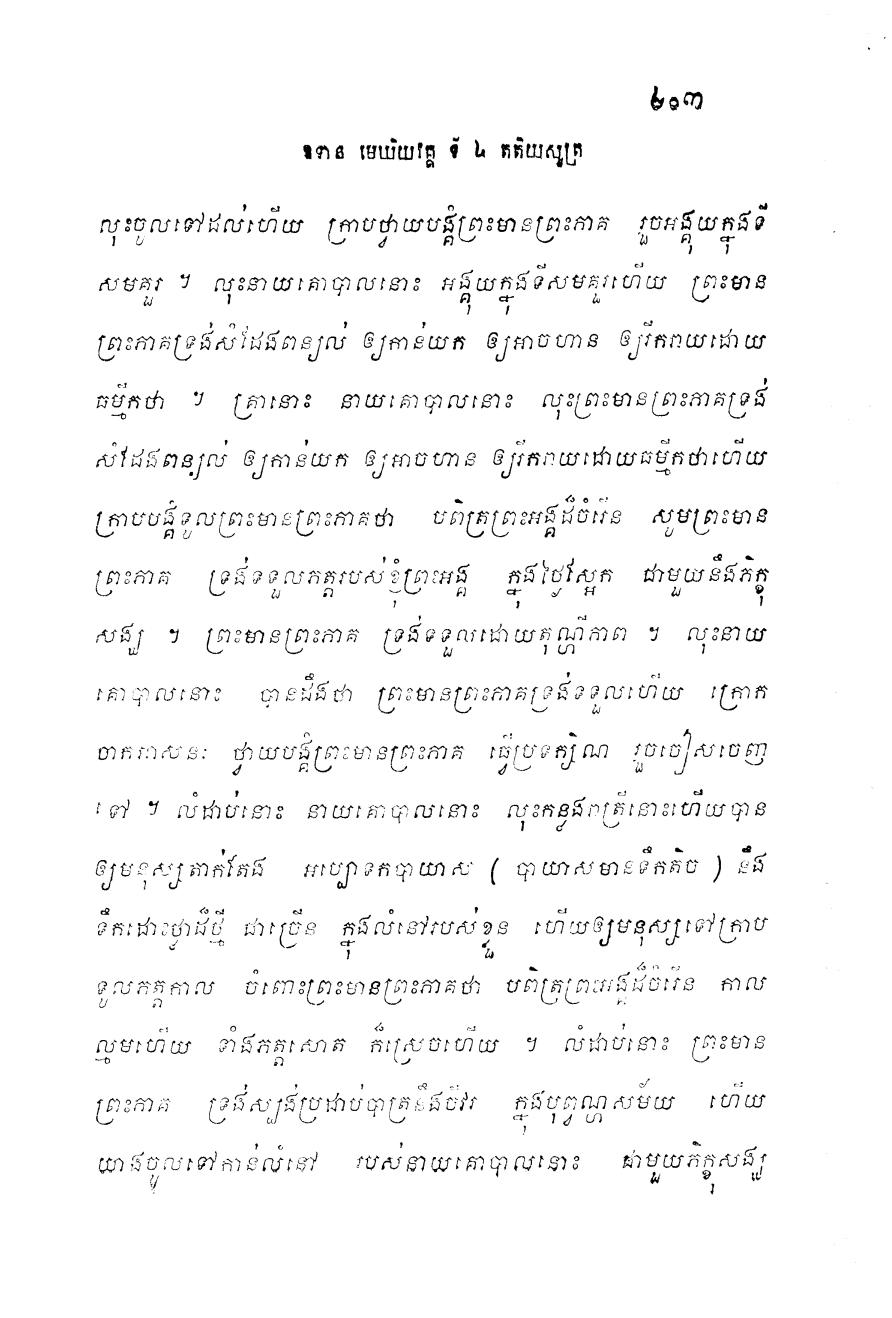 ២០៣
ឧទាន មេឃិយវគ្គ ទី ៤ តតិយសូត្រ
លុះចូលទៅដល់ហើយ ក្រាបថ្វាយបង្គំព្រះមានព្រះភាគ រួចអង្គុយក្នុងទី
សមគួរ ។ លុះនាយគោបាលនោះ អង្គុយក្នុងទីសមគួរហើយ ព្រះមាន
ព្រះភាគទ្រង់សំដែងពន្យល់ ឲ្យកាន់យក ឲ្យអាចហាន ឲ្យរីករាយដោយ
ធម្មីកថា ។ គ្រានោះ នាយគោបាលនោះ លុះព្រះមានព្រះភាគទ្រង់
សំដែងពន្យល់ ឲ្យកាន់យក ឲ្យអាចហាន ឲ្យរីករាយដោយធម្មីកថាហើយ
ក្រាបបង្គំទូលព្រះមានព្រះភាគថា បពិត្រព្រះអង្គដ៏ចំរើន សូមព្រះមាន
ព្រះភាគ ទ្រង់ទទួលភត្តរបស់ខ្ញុំព្រះអង្គ ក្នុងថ្ងៃស្អែក ជាមួយនឹងភិក្ខុ
សង្ឃ ។ ព្រះមានព្រះភាគ ទ្រង់ទទួលដោយតុណ្ហីភាព ។ លុះនាយ
គោបាលនោះ បានដឹងថា ព្រះមានព្រះភាគទ្រង់ទទួលហើយ ក្រោក
ចាកអាសនៈ ថ្វាយបង្គំព្រះមានព្រះភាគ ធ្វើប្រទក្សិណ រួចចៀសចេញ
ទៅ ។ លំដាប់នោះ នាយគោបាលនោះ លុះកន្លងរាត្រីនោះហើយបាន
ឲ្យមនុស្សតាក់តែង អប្បោទកបាយាស ( បាយាសមានទឹកតិច ) នឹង
ទឹកដោះថ្លាដ៏ថ្មី ជាច្រើន ក្នុងលំនៅរបស់ខ្លួន ហើយឲ្យមនុស្សទៅក្រាប
ទូលភត្តកាល ចំពោះព្រះមានព្រះភាគថា បពិត្រព្រះអង្គដ៏ចំរើន កាល
ល្មមហើយ ទាំងភត្តសោត ក៏ស្រេចហើយ ។ លំដាប់នោះ ព្រះមាន
ព្រះភាគ ទ្រង់ស្បង់ប្រដាប់បាត្រនឹងចីវរ ក្នុងបុព្វណ្ហសម័យ ហើយ
យាងចូលទៅកាន់លំនៅ របស់នាយគោបាលនោះ ជាមួយភិក្ខុសង្ឃ